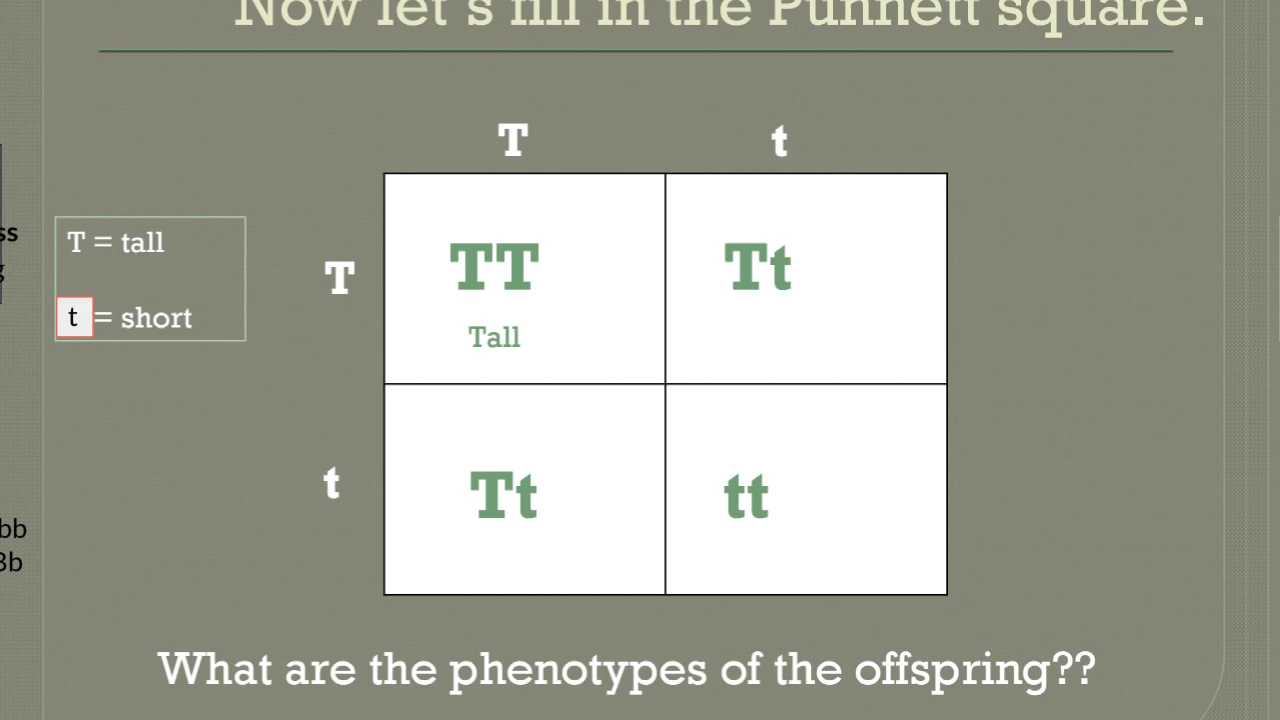 Now let's fill in the Punnett square.
T t
T = tall
t = short
T
TT Tt
Tall
t
Tt tt
What are the phenotypes of the offspring??